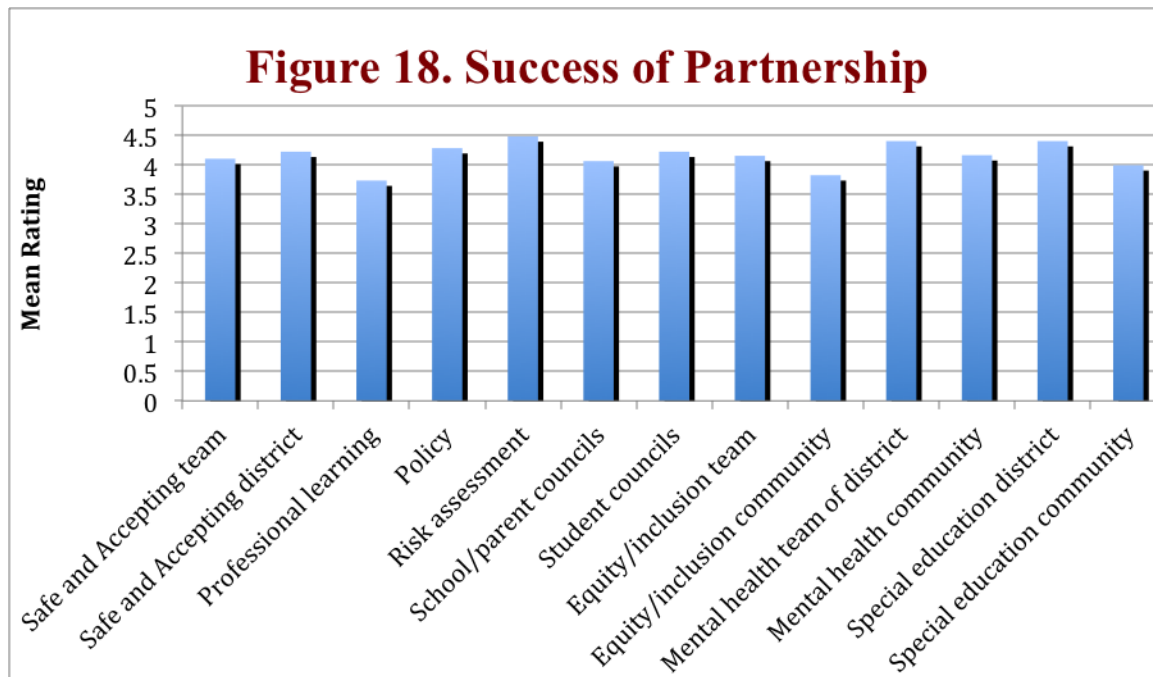 Figure 18. Success of Partnership
Mean Rating
5
4.5
4
3.5
3
2.5
2
1.5
1
0.5
0
Safe and Accepting team
Safe and Accepting district
Professional learning
Policy
Risk assessment
School/parent councils
Student councils
Equity/inclusion team
Equity/inclusion community
Mental health team of district
Mental health community
Special education district
Special education community